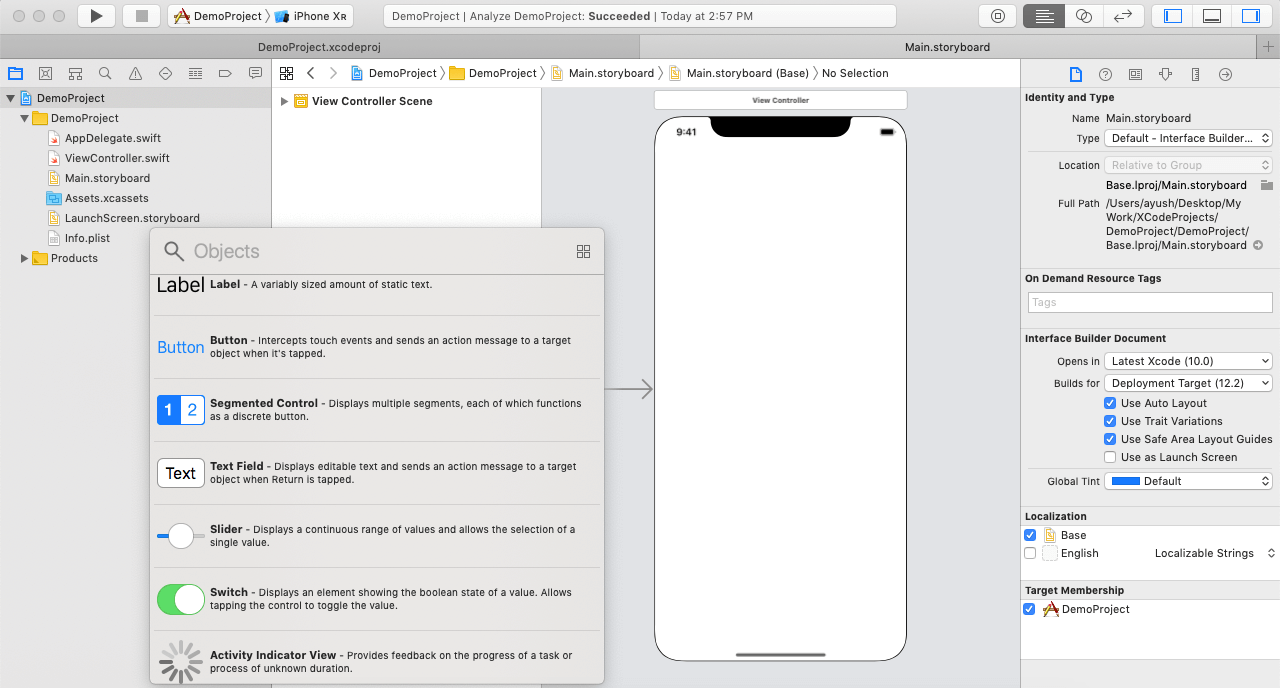 DemoProject iPhone XR
DemoProject | Analyze DemoProject: Succeeded | Today at 2:57 PM
DemoProject.xcodeproj
Main.storyboard
DemoProject
DemoProject
AppDelegate.swift
ViewController.swift
Main.storyboard
Assets.xcassets
LaunchScreen.storyboard
Info.plist
Products
DemoProject DemoProject Main.storyboard Main.storyboard (Base) No Selection
View Controller Scene
View Controller
9:41
Objects
Label Label - A variably sized amount of static text.
Button Button - Intercepts touch events and sends an action message to a target
object when it's tapped.
1 2 Segmented Control - Displays multiple segments, each of which functions
as a discrete button.
Text Text Field - Displays editable text and sends an action message to a target
object when Return is tapped.
Slider - Displays a continuous range of values and allows the selection of a
single value.
Switch - Displays an element showing the boolean state of a value. Allows
tapping the control to toggle the value.
Activity Indicator View - Provides feedback on the progress of a task or
process of unknown duration.
Identity and Type
Name Main.storyboard
Type Default - Interface Builder...
Location Relative to Group
Base.lproj/Main.storyboard
Full Path /Users/ayush/Desktop/My
Work/XCodeProjects/
DemoProject/DemoProject/
Base.lproj/Main.storyboard
On Demand Resource Tags
Tags
Interface Builder Document
Opens in Latest Xcode (10.0)
Builds for Deployment Target (12.2)
Use Auto Layout
Use Trait Variations
Use Safe Area Layout Guides
Use as Launch Screen
Global Tint Default
Localization
Base
English Localizable Strings
Target Membership
DemoProject